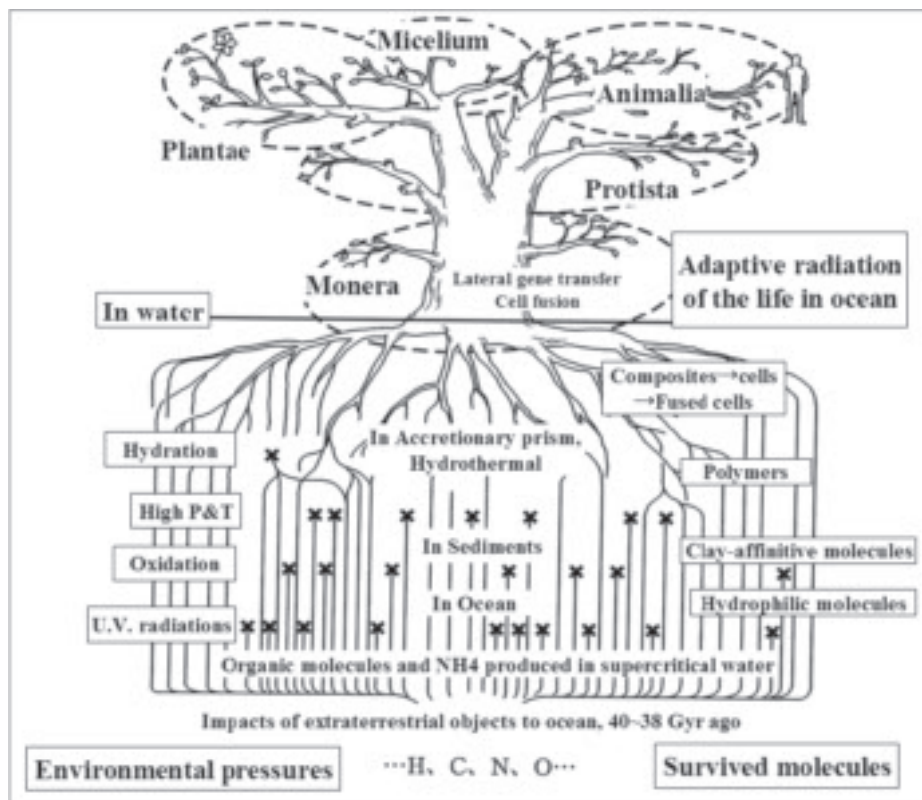 Micelium
Animalia
Plantae
Protista
Monera
Lateral gene transfer
Cell fusion
Adaptive radiation
of the life in ocean
In water
Composites→cells
→Fused cells
In Accretionary prism,
Hydrothermal
Hydration
Polymers
High P&T
In Sediments
Clay-affinitive molecules
Oxidation
In Ocean
Hydrophilic molecules
U.V. radiations
Organic molecules and NH4 produced in supercritical water
Impacts of extraterrestrial objects to ocean, 40~38 Gyr ago
Environmental pressures
···H、C、N、O···
Survived molecules